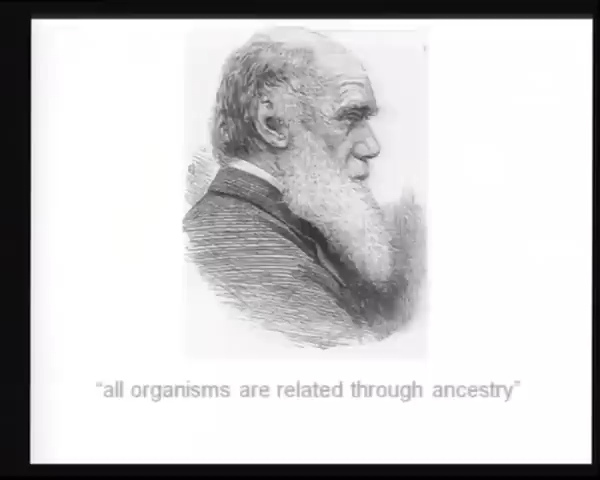 “all organisms are related through ancestry”